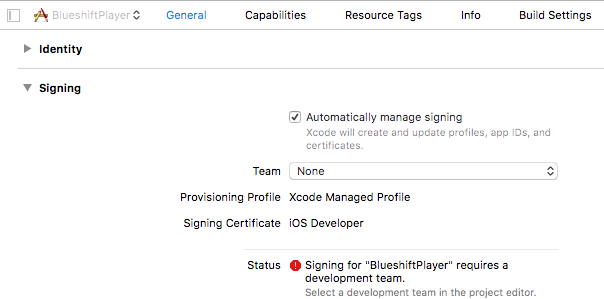 BlueshiftPlayer General Capabilities Resource Tags Info Build Settings
Identity
Signing
Automatically manage signing
Xcode will create and update profiles, app IDs, and
certificates.
Team None
Provisioning Profile Xcode Managed Profile
Signing Certificate iOS Developer
Status Signing for "BlueshiftPlayer" requires a
development team.
Select a development team in the project editor.